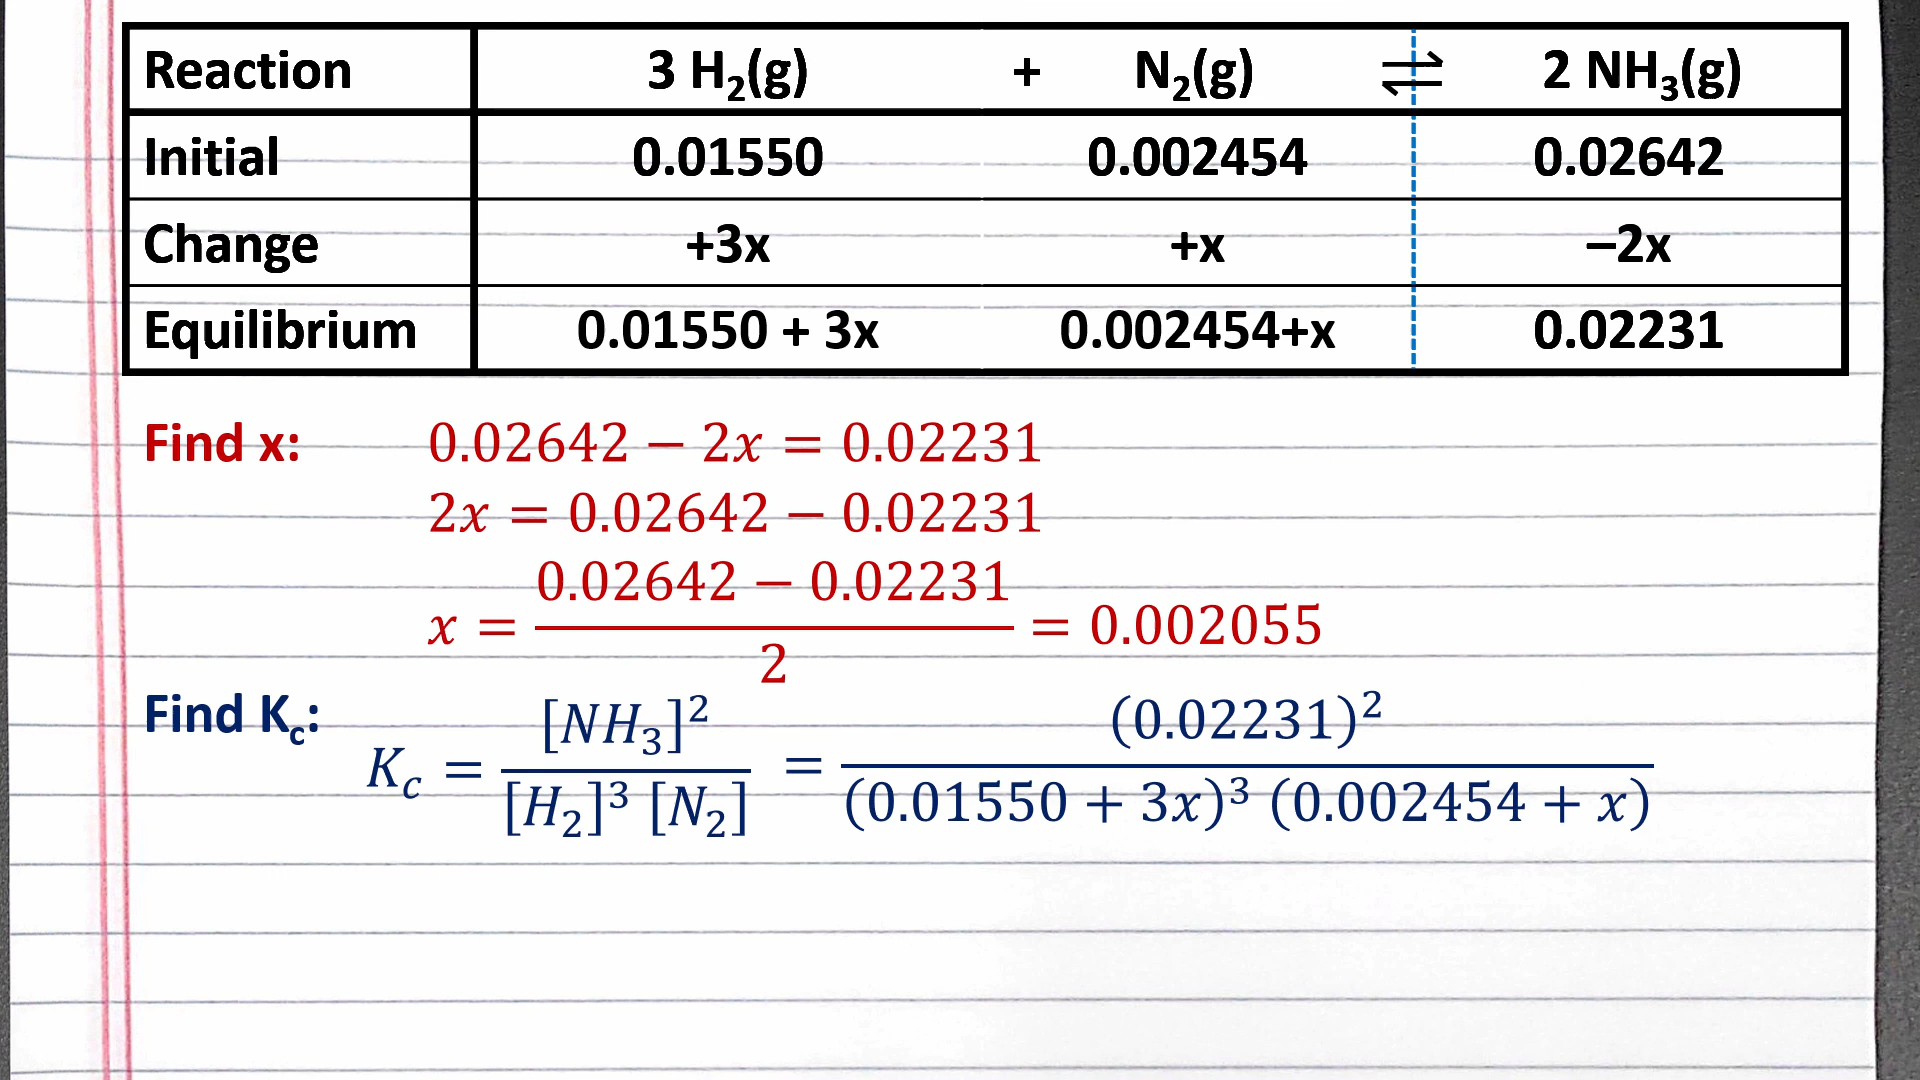 Reaction 3 H₂(g) + N₂(g) ⇌ 2 NH₃(g)
Initial 0.01550 0.002454 0.02642
Change +3x +x –2x
Equilibrium 0.01550 + 3x 0.002454+x 0.02231
Find x: 0.02642 − 2x = 0.02231
2x = 0.02642 − 0.02231
x = (0.02642 − 0.02231)/2 = 0.002055
Find K_c: K_c = [NH₃]²/([H₂]³ [N₂]) = (0.02231)²/((0.01550 + 3x)³ (0.002454 + x))